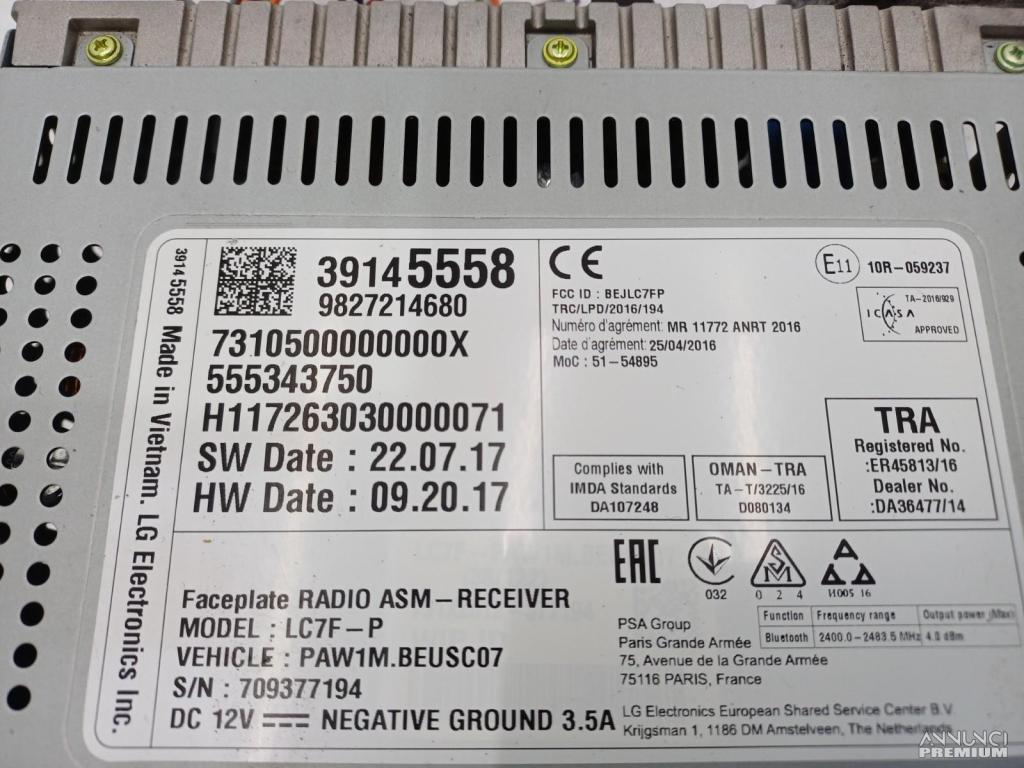 39145558 Made in Vietnam. LG Electronics Inc.
39145558
9827214680
7310500000000X
555343750
H117263030000071
SW Date : 22.07.17
HW Date : 09.20.17
CE
FCC ID : BEJLC7FP
TRC/LPD/2016/194
Numéro d'agrément: MR 11772 ANRT 2016
Date d'agrément: 25/04/2016
MoC : 51-54895
E11 10R-059237
TA-2016/929
ICASA
APPROVED
Complies with
IMDA Standards
DA107248
OMAN-TRA
TA-T/3225/16
D080134
TRA
Registered No.
:ER45813/16
Dealer No.
:DA36477/14
Faceplate RADIO ASM-RECEIVER
MODEL : LC7F-P
VEHICLE : PAW1M.BEUSC07
S/N : 709377194
DC 12V NEGATIVE GROUND 3.5A
EAC
032
SM
0 2 4
И005 16
PSA Group
Paris Grande Armée
75, Avenue de la Grande Armée
75116 PARIS, France
Function Frequency range Output power (Max)
Bluetooth 2400.0-2483.5 MHz 4.0 dBm
LG Electronics European Shared Service Center B.V.
Krijgsman 1, 1186 DM Amstelveen, The Netherlands
ANNUNCI
PREMIUM